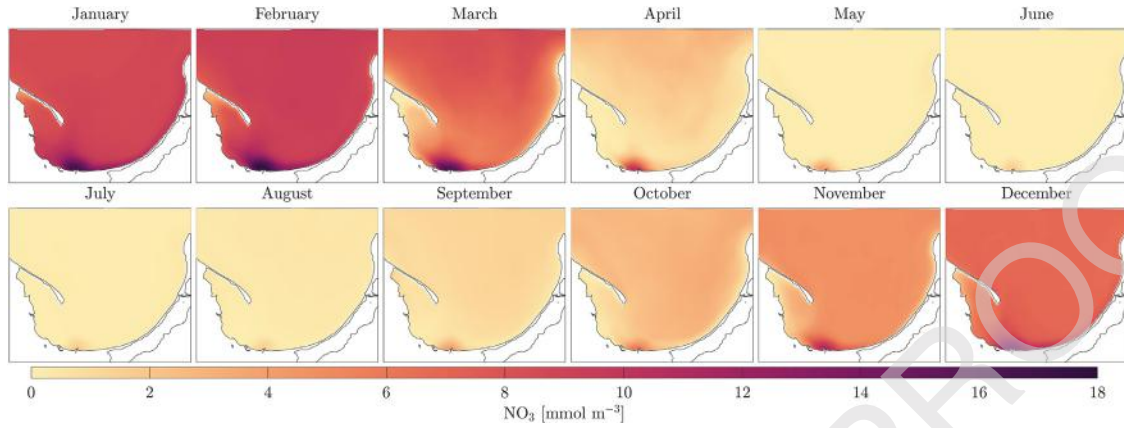 January February March April May June
July August September October November December
0 2 4 6 8 10 12 14 16 18
NO₃ [mmol m⁻³]
PROO